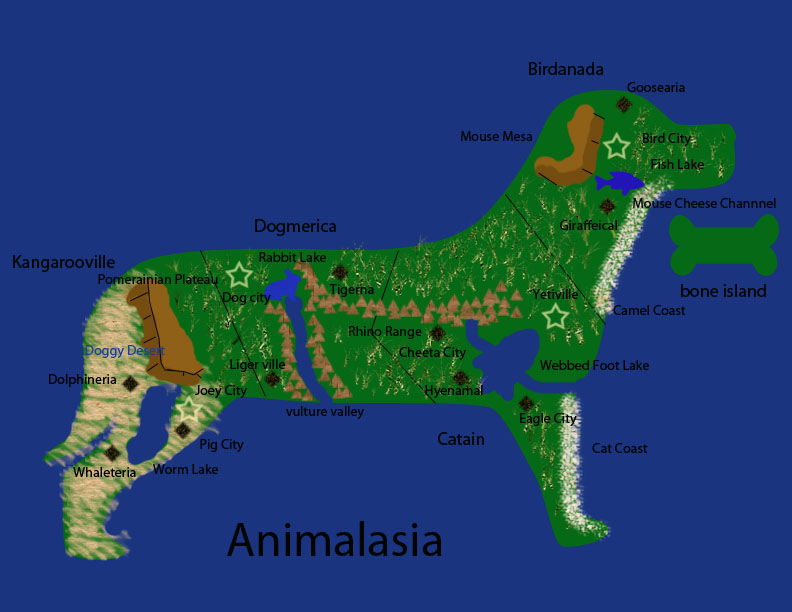 Birdanada
Goosearia
Mouse Mesa
Bird City
Fish Lake
Mouse Cheese Channnel
Giraffeical
Dogmerica
Kangarooville
Rabbit Lake
Pomerainian Plateau
Tigerna
Dog city
bone island
Yetiville
Camel Coast
Rhino Range
Cheeta City
Doggy Desert
Webbed Foot Lake
Liger ville
Dolphineria
Joey City
Hyenamal
vulture valley
Eagle City
Catain
Pig City
Cat Coast
Whaleteria
Worm Lake
Animalasia